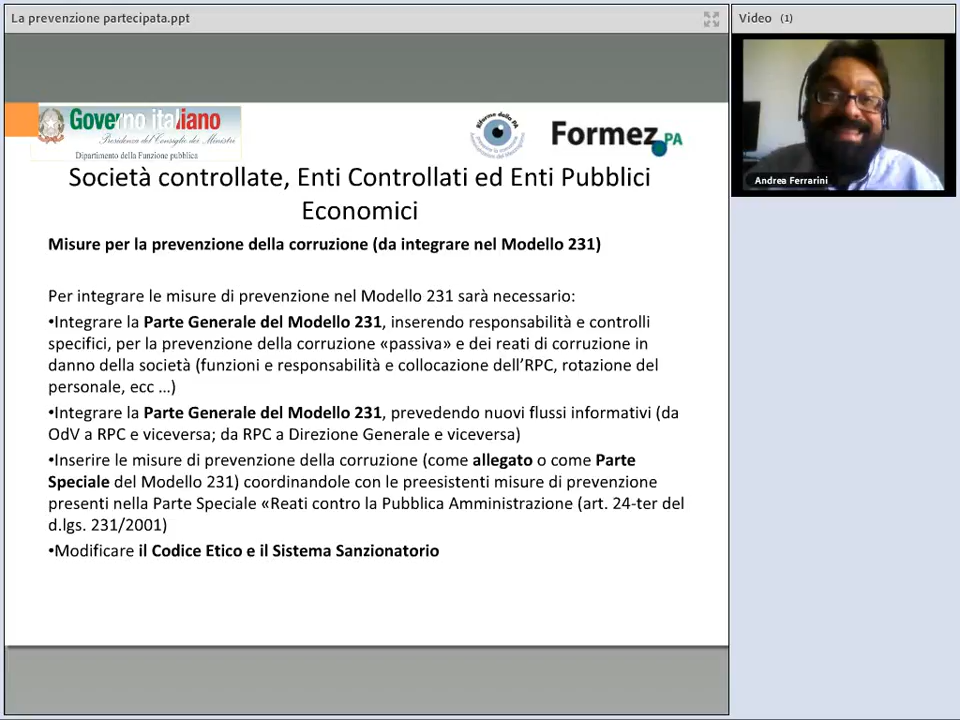 La prevenzione partecipata.ppt
Video (1)
Governo italiano
Presidenza del Consiglio dei Ministri
Dipartimento della Funzione pubblica
Riforme della PA
Formez PA
Andrea Ferrarini
Società controllate, Enti Controllati ed Enti Pubblici
Economici
Misure per la prevenzione della corruzione (da integrare nel Modello 231)
Per integrare le misure di prevenzione nel Modello 231 sarà necessario:
•Integrare la Parte Generale del Modello 231, inserendo responsabilità e controlli
specifici, per la prevenzione della corruzione «passiva» e dei reati di corruzione in
danno della società (funzioni e responsabilità e collocazione dell’RPC, rotazione del
personale, ecc …)
•Integrare la Parte Generale del Modello 231, prevedendo nuovi flussi informativi (da
OdV a RPC e viceversa; da RPC a Direzione Generale e viceversa)
•Inserire le misure di prevenzione della corruzione (come allegato o come Parte
Speciale del Modello 231) coordinandole con le preesistenti misure di prevenzione
presenti nella Parte Speciale «Reati contro la Pubblica Amministrazione (art. 24-ter del
d.lgs. 231/2001)
•Modificare il Codice Etico e il Sistema Sanzionatorio